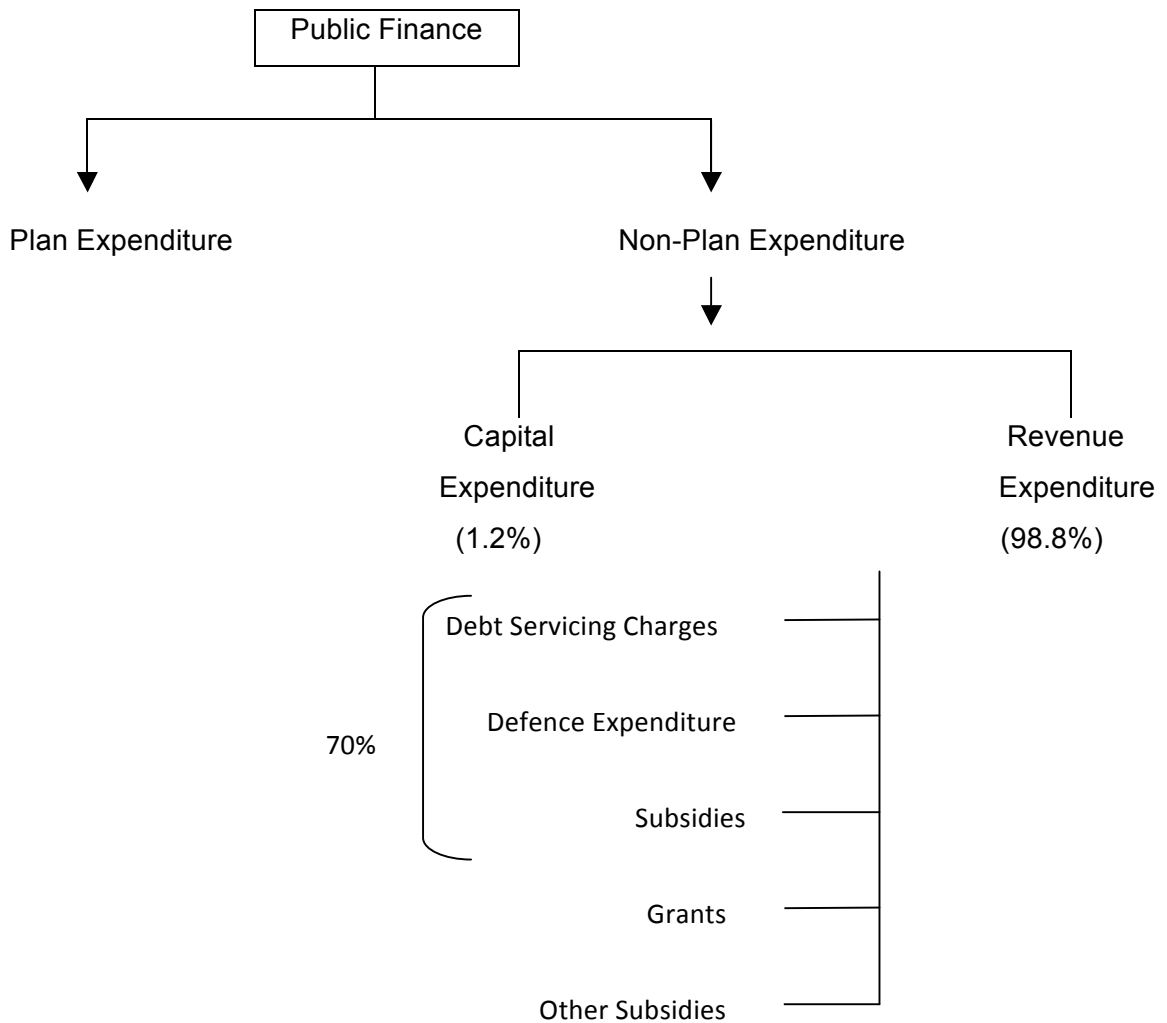 Public Finance
Plan Expenditure
Non-Plan Expenditure
Capital
Expenditure
(1.2%)
Revenue
Expenditure
(98.8%)
Debt Servicing Charges
Defence Expenditure
70%
Subsidies
Grants
Other Subsidies